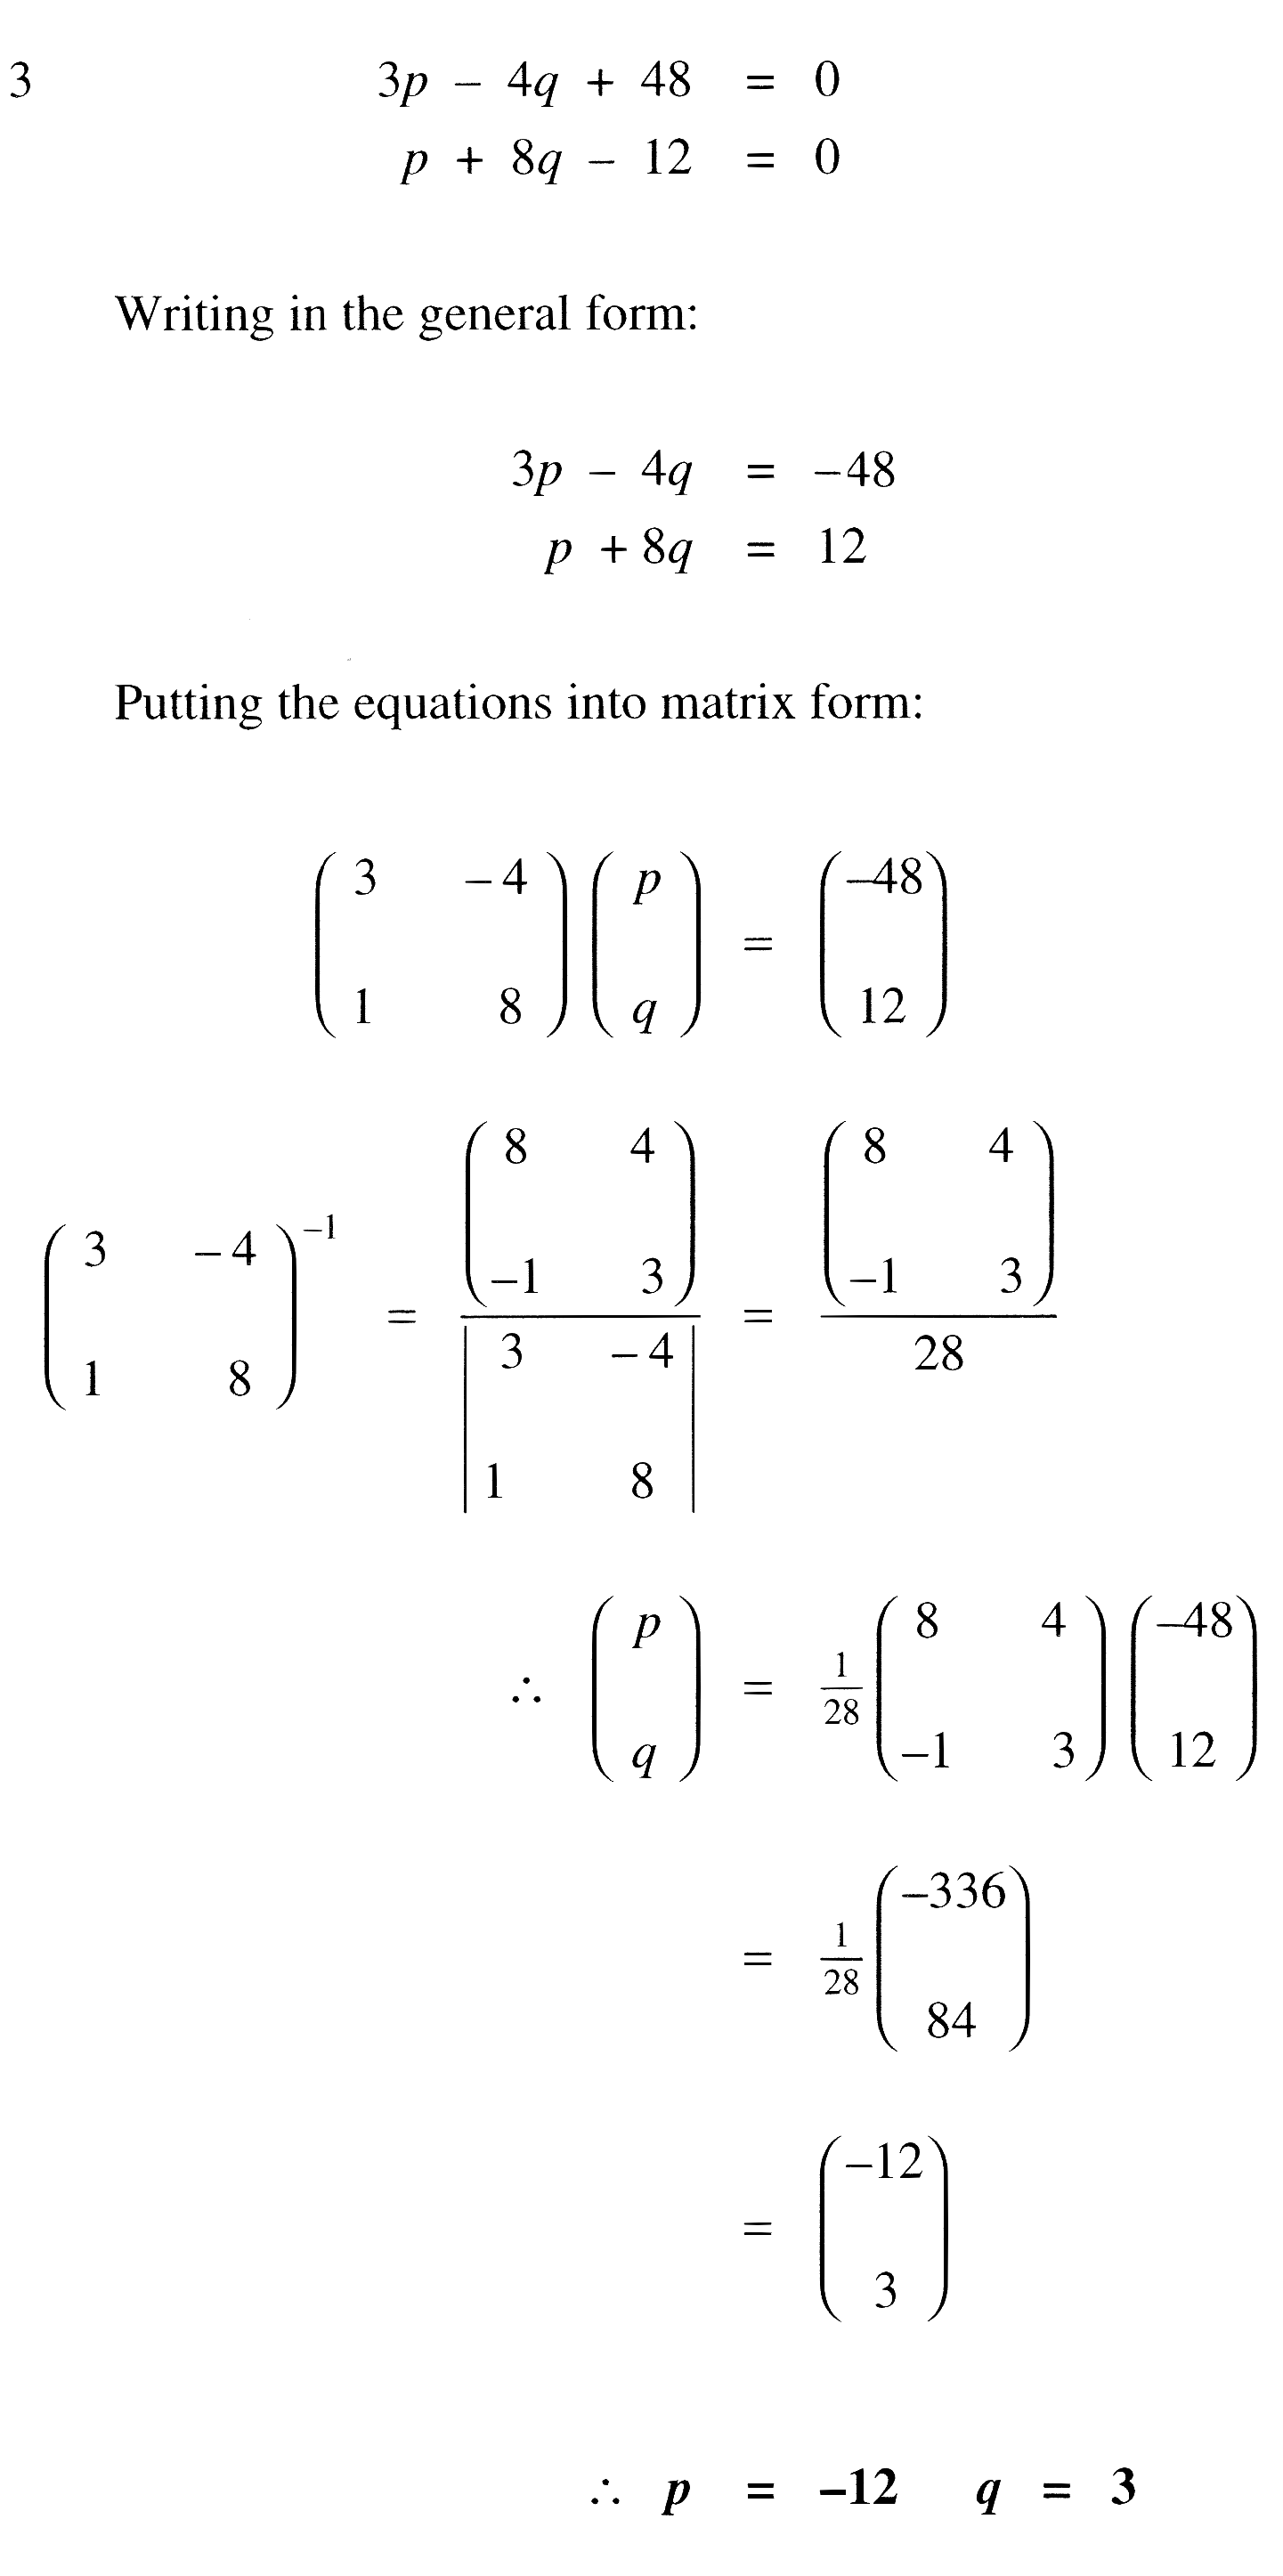 3 3p – 4q + 48 = 0
p + 8q – 12 = 0
Writing in the general form:
3p – 4q = –48
p + 8q = 12
Putting the equations into matrix form:
( 3 – 4 ) ( p ) = ( –48 )
( 1 8 ) ( q ) ( 12 )
( 8 4 ) ( 8 4 )
( 3 – 4 )⁻¹ ( –1 3 ) ( –1 3 )
= =
( 1 8 ) | 3 – 4 | 28
| 1 8 |
∴ ( p ) = 1/28 ( 8 4 ) ( –48 )
( q ) ( –1 3 ) ( 12 )
= 1/28 ( –336 )
( 84 )
= ( –12 )
( 3 )
∴ p = –12 q = 3